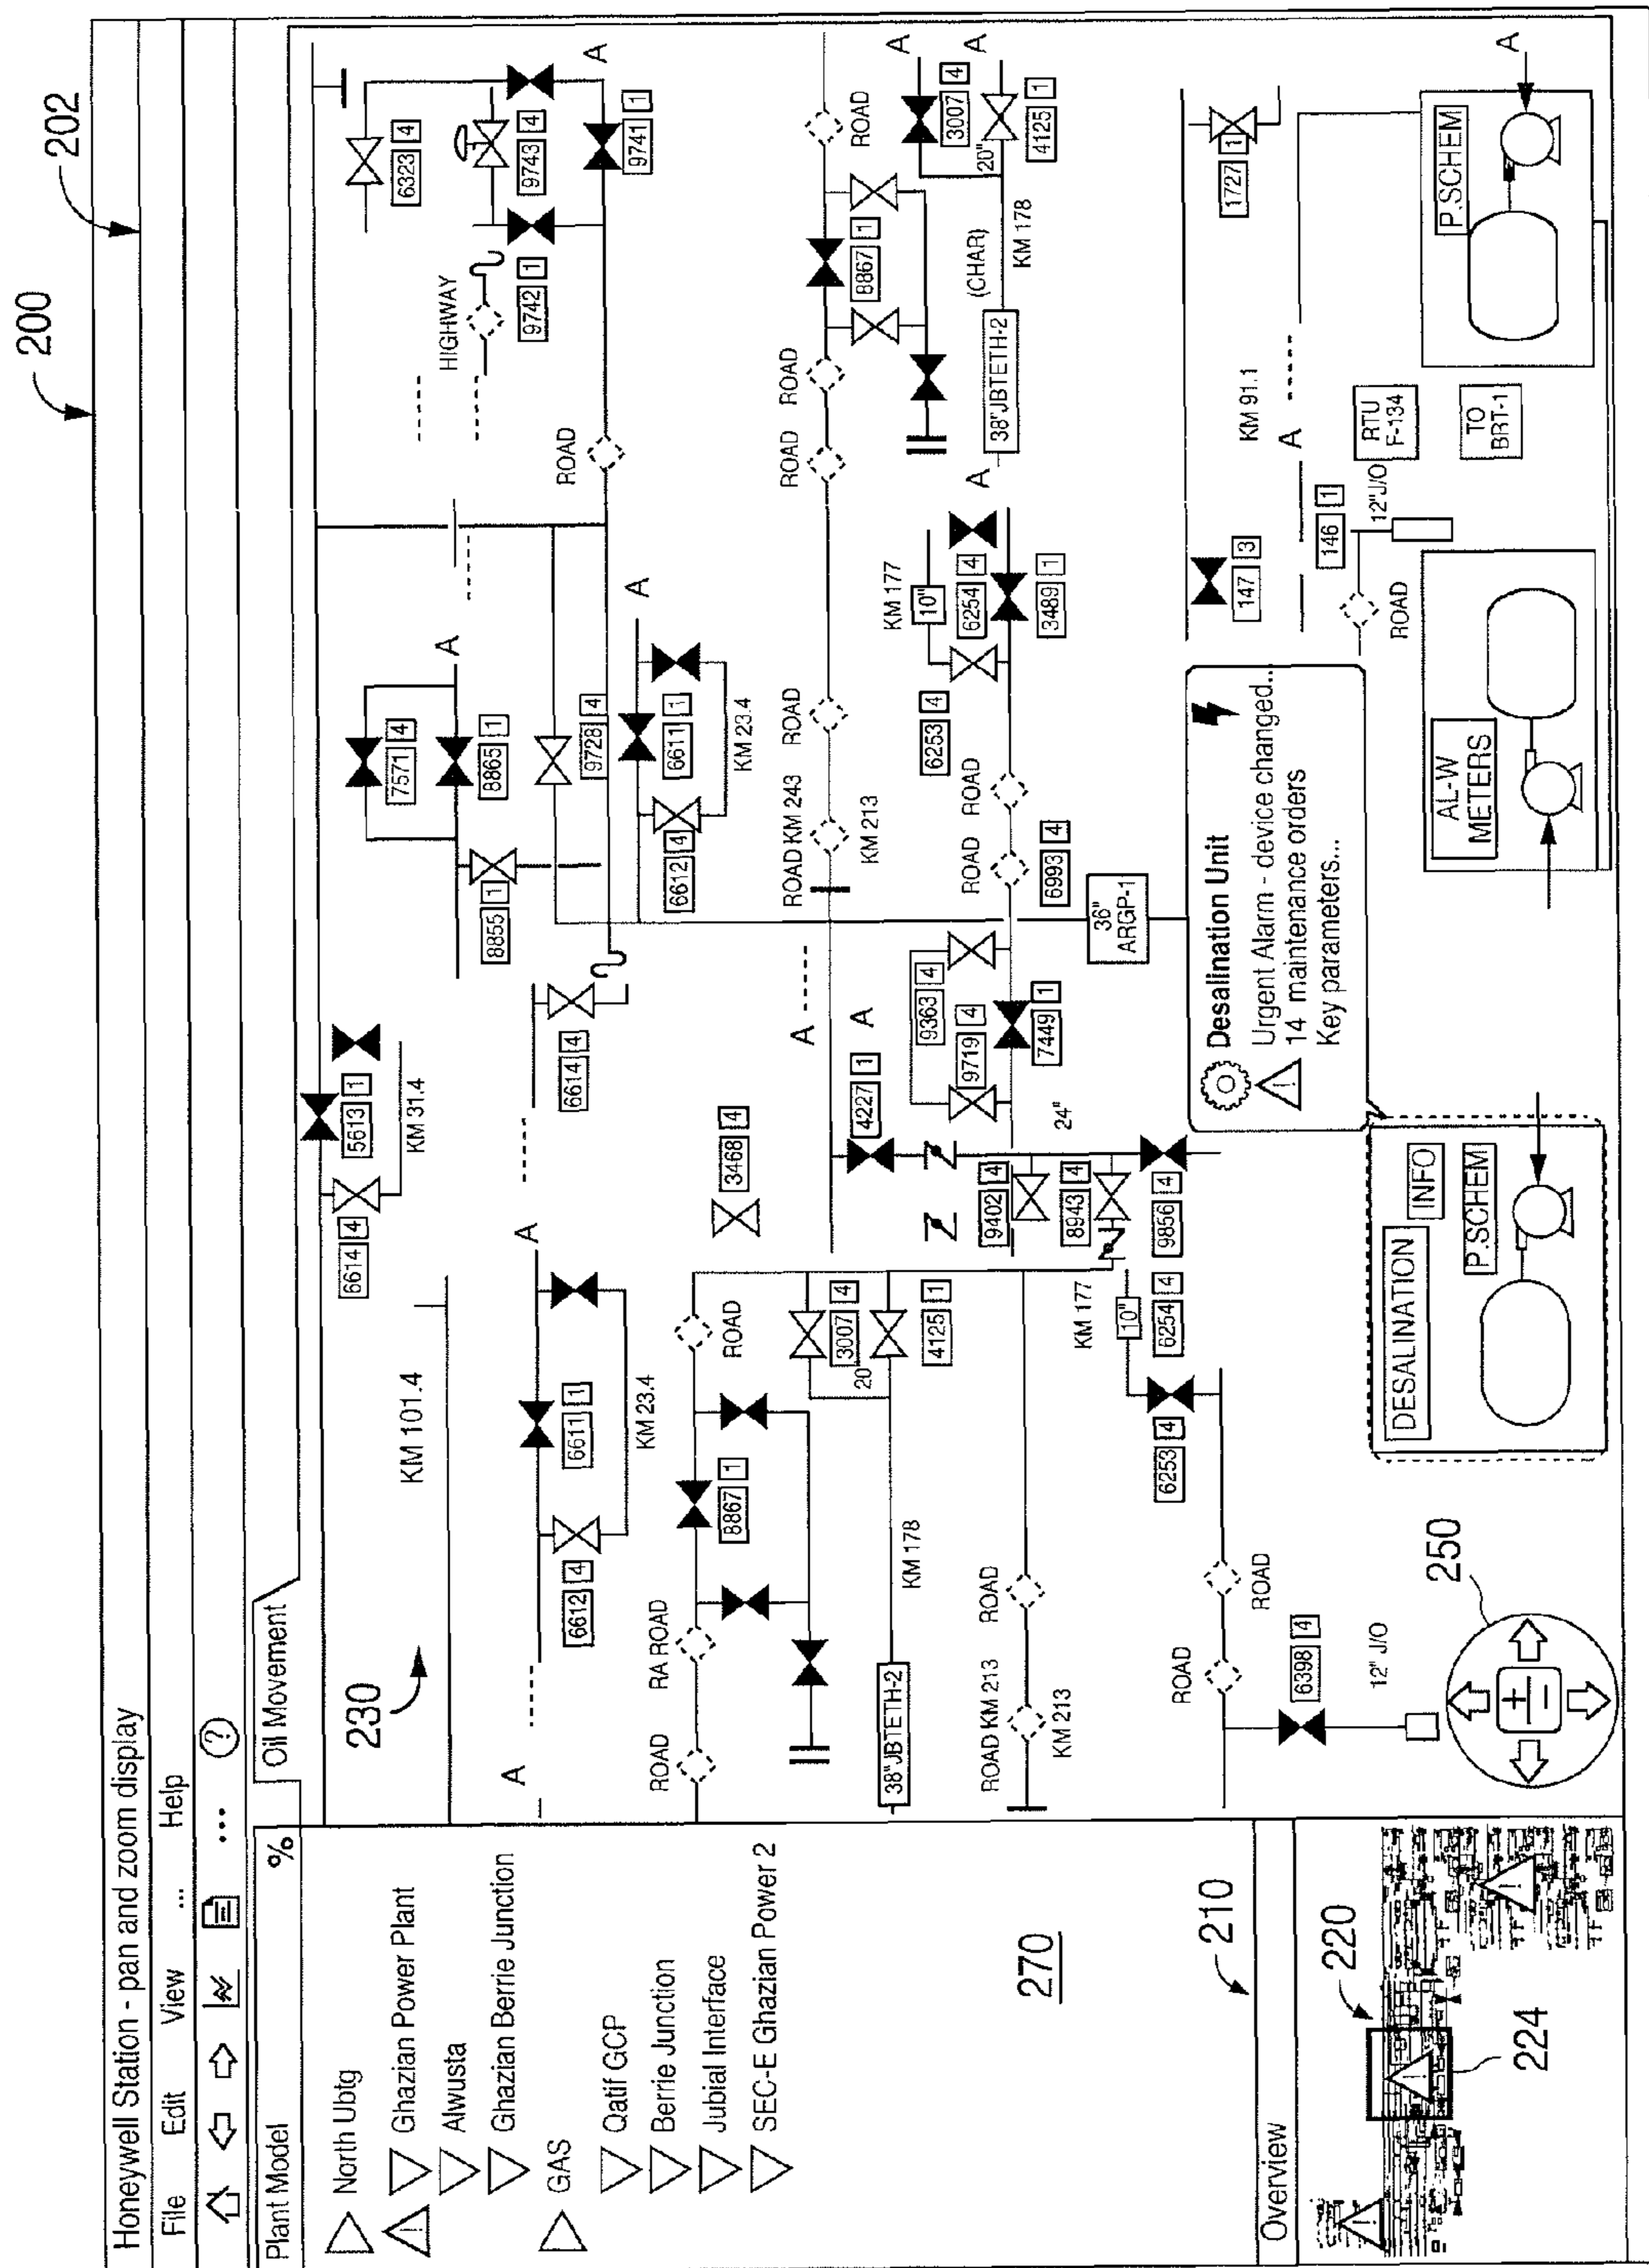 200
202
Honeywell Station - pan and zoom display
File Edit View ... Help
? ...
Plant Model %
Oil Movement
North Ubtg
Ghazian Power Plant
Alwusta
Ghazian Berrie Junction
GAS
Qatif GCP
Berrie Junction
Jubial Interface
SEC-E Ghazian Power 2
270
210
Overview
220
224
230
KM 101.4
6614 4
5613 1
KM 31.4
7571 4
8865 1
A
8855 1
6323 4
9743 4
HIGHWAY
9742 1
9741 1
A
ROAD
A
6612 4
6611 1
KM 23.4
A
6614 4
9728 4
6612 4
6611 1
A
KM 23.4
ROAD
RA ROAD
8867 1
ROAD
3468 4
ROAD KM 243
KM 213
ROAD
ROAD
ROAD
8867 1
ROAD
38" JBTETH-2
KM 178
20"
3007 4
4125 1
4227 1
A
A
9363 4
9719 4
7449 1
24"
ROAD
6993 4
ROAD
6253 4
KM 177
10"
6254 4
3489 1
A
38"JBTETH-2
(CHAR)
KM 178
20"
3007 4
4125 1
A
A
ROAD KM 213
KM 213
ROAD
9402 4
8943 4
9856 4
36"
ARGP-1
KM 177
10"
6254 4
6253 4
ROAD
ROAD
6398 4
12" J/O
250
+/-
Desalination Unit
Urgent Alarm - device changed...
14 maintenance orders
Key parameters...
DESALINATION
INFO
P.SCHEM
147 3
1727 1
KM 91.1
A
146 1
12"J/O
ROAD
RTU
F-134
TO
BRT-1
AL-W
METERS
P.SCHEM
A